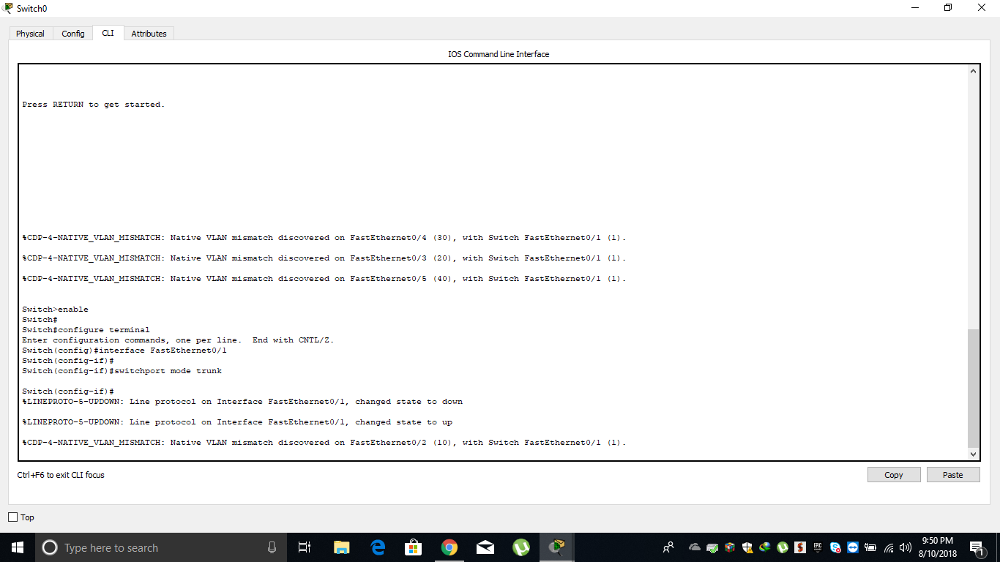 Switch0
Physical Config CLI Attributes
IOS Command Line Interface
Press RETURN to get started.
%CDP-4-NATIVE_VLAN_MISMATCH: Native VLAN mismatch discovered on FastEthernet0/4 (30), with Switch FastEthernet0/1 (1).
%CDP-4-NATIVE_VLAN_MISMATCH: Native VLAN mismatch discovered on FastEthernet0/3 (20), with Switch FastEthernet0/1 (1).
%CDP-4-NATIVE_VLAN_MISMATCH: Native VLAN mismatch discovered on FastEthernet0/5 (40), with Switch FastEthernet0/1 (1).
Switch>enable
Switch#
Switch#configure terminal
Enter configuration commands, one per line.  End with CNTL/Z.
Switch(config)#interface FastEthernet0/1
Switch(config-if)#
Switch(config-if)#switchport mode trunk
Switch(config-if)#
%LINEPROTO-5-UPDOWN: Line protocol on Interface FastEthernet0/1, changed state to down
%LINEPROTO-5-UPDOWN: Line protocol on Interface FastEthernet0/1, changed state to up
%CDP-4-NATIVE_VLAN_MISMATCH: Native VLAN mismatch discovered on FastEthernet0/2 (10), with Switch FastEthernet0/1 (1).
Ctrl+F6 to exit CLI focus
Copy Paste
Top
Type here to search
9:50 PM
8/10/2018
1